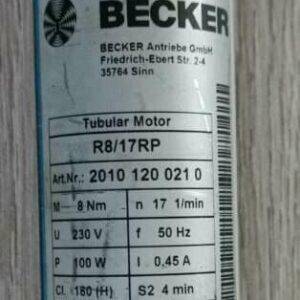 BECKER
BECKER Antriebe GmbH
Friedrich-Ebert Str. 2-4
35764 Sinn
Tubular Motor
R8/17RP
Art.Nr.: 2010 120 021 0
M 8 Nm n 17 1/min
U 230 V f 50 Hz
P 100 W I 0,45 A
Cl. 180 (H) S2 4 min